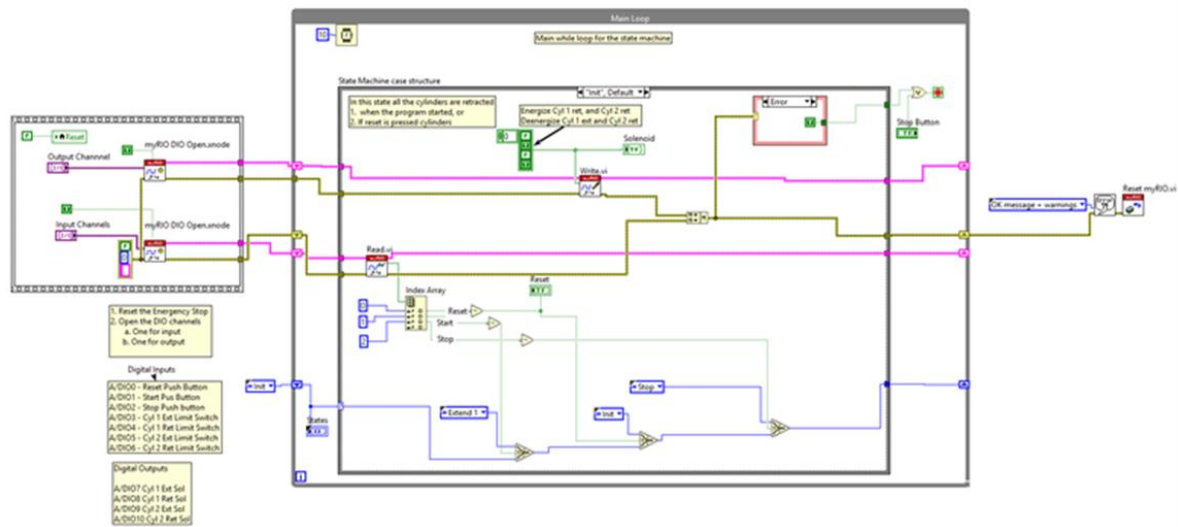 Main Loop
Main while loop for the state machine
State Machine case structure
"Init", Default
In this state all the cylinders are retracted
1. when the program started, or
2. If reset is pressed cylinders
Energize Cyl 1 ret, and Cyl 2 ret
Deenergize Cyl 1 ext and Cyl 2 ret
Error
Stop Button
Solenoid
Write.vi
Reset
myRIO DIO Open.xnode
Output Channnel
myRIO DIO Open.xnode
Input Channels
OK message + warnings
Reset myRIO.vi
Read.vi
Reset
Index Array
Reset
Start
Stop
0
1
2
1. Reset the Energency Stop
2. Open the DIO channels
a. One for input
b. One for output
Digital Inputs
A/DIO0 - Reset Push Button
A/DIO1 - Start Pus Button
A/DIO2 - Stop Push button
A/DIO3 - Cyl 1 Ext Limit Switch
A/DIO4 - Cyl 1 Ret Limit Switch
A/DIO5 - Cyl 2 Ext Limit Switch
A/DIO6 - Cyl 2 Ret Limit Switch
Init
States
Extend 1
Init
Stop
Digital Outputs
A/DIO7 Cyl 1 Ext Sol
A/DIO8 Cyl 1 Ret Sol
A/DIO9 Cyl 2 Ext Sol
A/DIO10 Cyl 2 Ret Sol